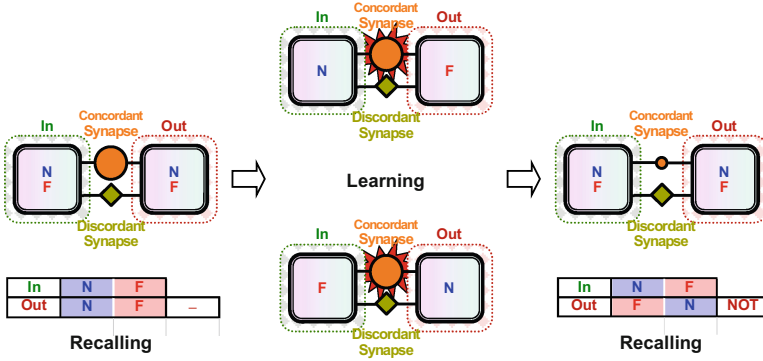 In
Concordant
Synapse
Out
N
F
Discordant
Synapse
In
Concordant
Synapse
Out
N
F
N
F
Discordant
Synapse
Learning
In
Concordant
Synapse
Out
F
N
Discordant
Synapse
In
Concordant
Synapse
Out
N
F
N
F
Discordant
Synapse
In N F
Out N F –
Recalling
In N F
Out F N NOT
Recalling